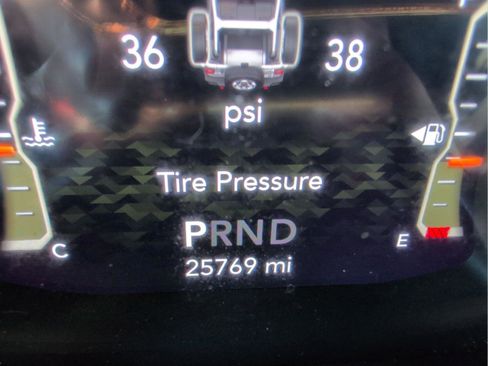 36 38
psi
Tire Pressure
PRND
C E
25769 mi